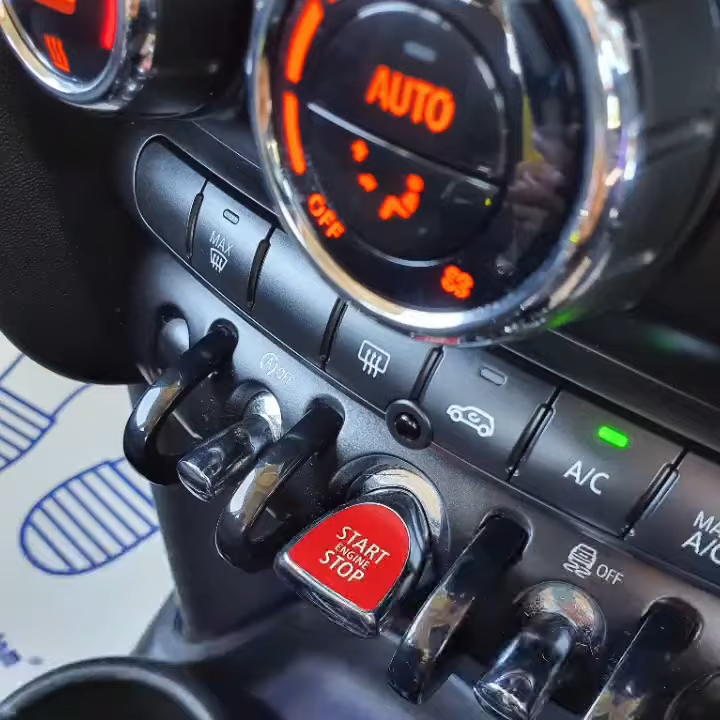 AUTO
OFF
MAX
A OFF
A/C
MAX
A/C
START
ENGINE
STOP
OFF